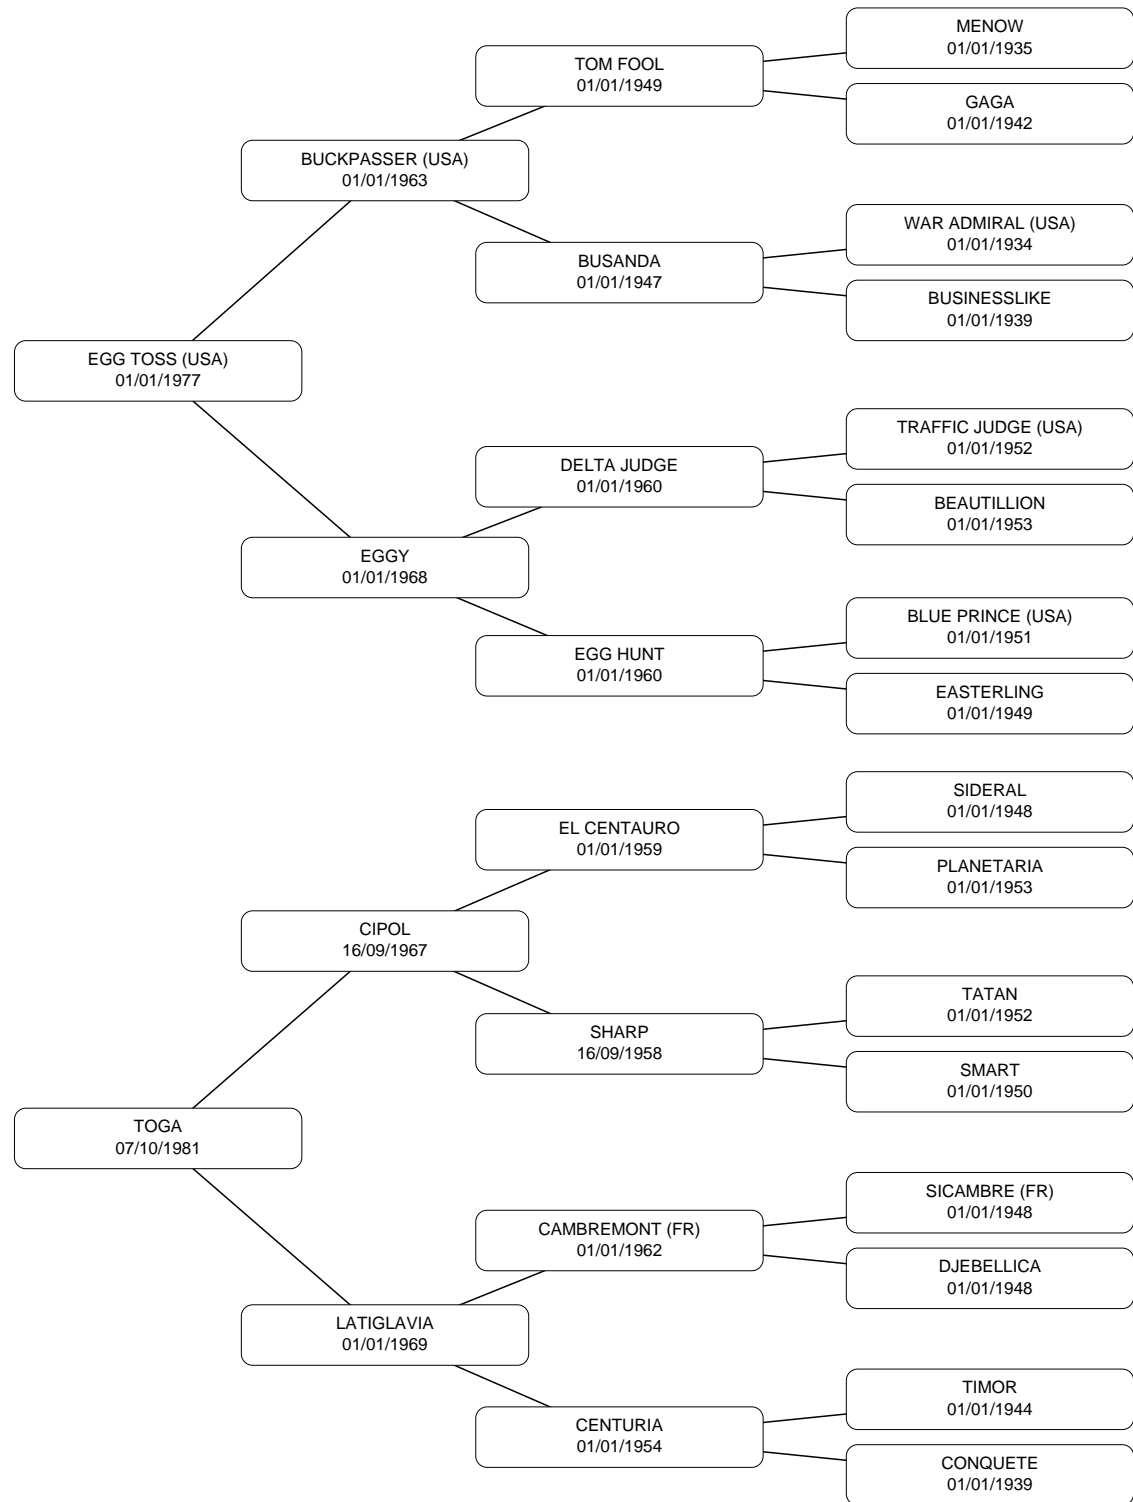 MENOW
01/01/1935
TOM FOOL
01/01/1949
GAGA
01/01/1942
BUCKPASSER (USA)
01/01/1963
WAR ADMIRAL (USA)
01/01/1934
BUSANDA
01/01/1947
BUSINESSLIKE
01/01/1939
EGG TOSS (USA)
01/01/1977
TRAFFIC JUDGE (USA)
01/01/1952
DELTA JUDGE
01/01/1960
BEAUTILLION
01/01/1953
EGGY
01/01/1968
BLUE PRINCE (USA)
01/01/1951
EGG HUNT
01/01/1960
EASTERLING
01/01/1949
SIDERAL
01/01/1948
EL CENTAURO
01/01/1959
PLANETARIA
01/01/1953
CIPOL
16/09/1967
TATAN
01/01/1952
SHARP
16/09/1958
SMART
01/01/1950
TOGA
07/10/1981
SICAMBRE (FR)
01/01/1948
CAMBREMONT (FR)
01/01/1962
DJEBELLICA
01/01/1948
LATIGLAVIA
01/01/1969
TIMOR
01/01/1944
CENTURIA
01/01/1954
CONQUETE
01/01/1939